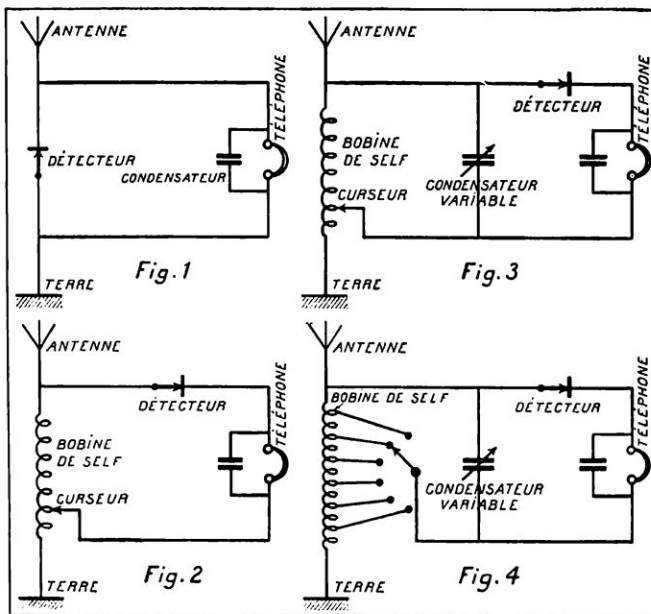 ANTENNE
DÉTECTEUR
CONDENSATEUR
TÉLÉPHONE
Fig. 1
TERRE
ANTENNE
DÉTECTEUR
TÉLÉPHONE
BOBINE
DE SELF
CURSEUR
CONDENSATEUR
VARIABLE
Fig. 3
TERRE
ANTENNE
DÉTECTEUR
TÉLÉPHONE
BOBINE
DE SELF
CURSEUR
Fig. 2
TERRE
ANTENNE
BOBINE DE SELF
DÉTECTEUR
TÉLÉPHONE
CONDENSATEUR
VARIABLE
Fig. 4
TERRE